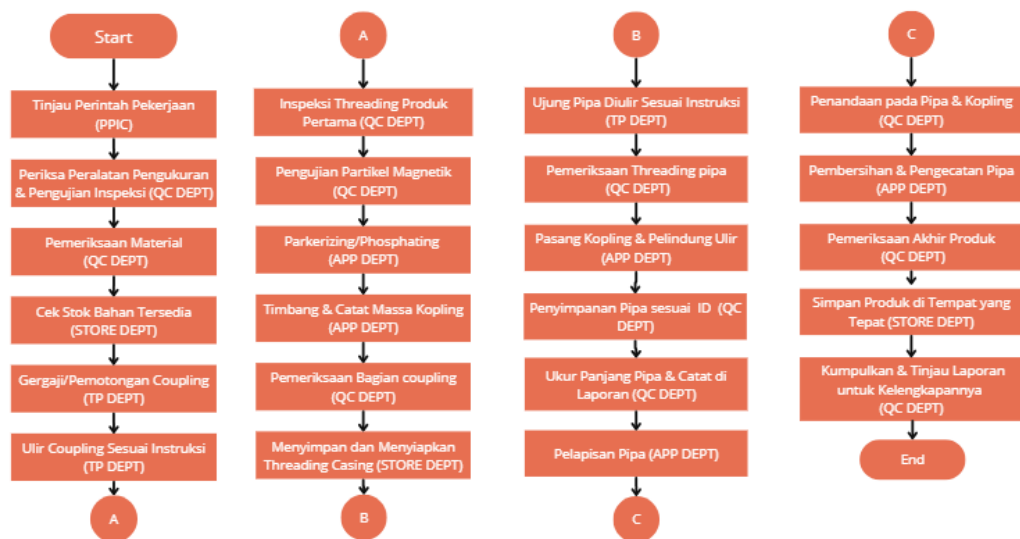 Start
Tinjau Perintah Pekerjaan
(PPIC)
Periksa Peralatan Pengukuran
& Pengujian Inspeksi (QC DEPT)
Pemeriksaan Material
(QC DEPT)
Cek Stok Bahan Tersedia
(STORE DEPT)
Gergaji/Pemotongan Coupling
(TP DEPT)
Ulir Coupling Sesuai Instruksi
(TP DEPT)
A
A
Inspeksi Threading Produk
Pertama (QC DEPT)
Pengujian Partikel Magnetik
(QC DEPT)
Parkerizing/Phosphating
(APP DEPT)
Timbang & Catat Massa Kopling
(APP DEPT)
Pemeriksaan Bagian coupling
(QC DEPT)
Menyimpan dan Menyiapkan
Threading Casing (STORE DEPT)
B
B
Ujung Pipa Diulir Sesuai Instruksi
(TP DEPT)
Pemeriksaan Threading pipa
(QC DEPT)
Pasang Kopling & Pelindung Ulir
(APP DEPT)
Penyimpanan Pipa sesuai ID (QC
DEPT)
Ukur Panjang Pipa & Catat di
Laporan (QC DEPT)
Pelapisan Pipa (APP DEPT)
C
C
Penandaan pada Pipa & Kopling
(QC DEPT)
Pembersihan & Pengecatan Pipa
(APP DEPT)
Pemeriksaan Akhir Produk
(QC DEPT)
Simpan Produk di Tempat yang
Tepat (STORE DEPT)
Kumpulkan & Tinjau Laporan
untuk Kelengkapannya
(QC DEPT)
End